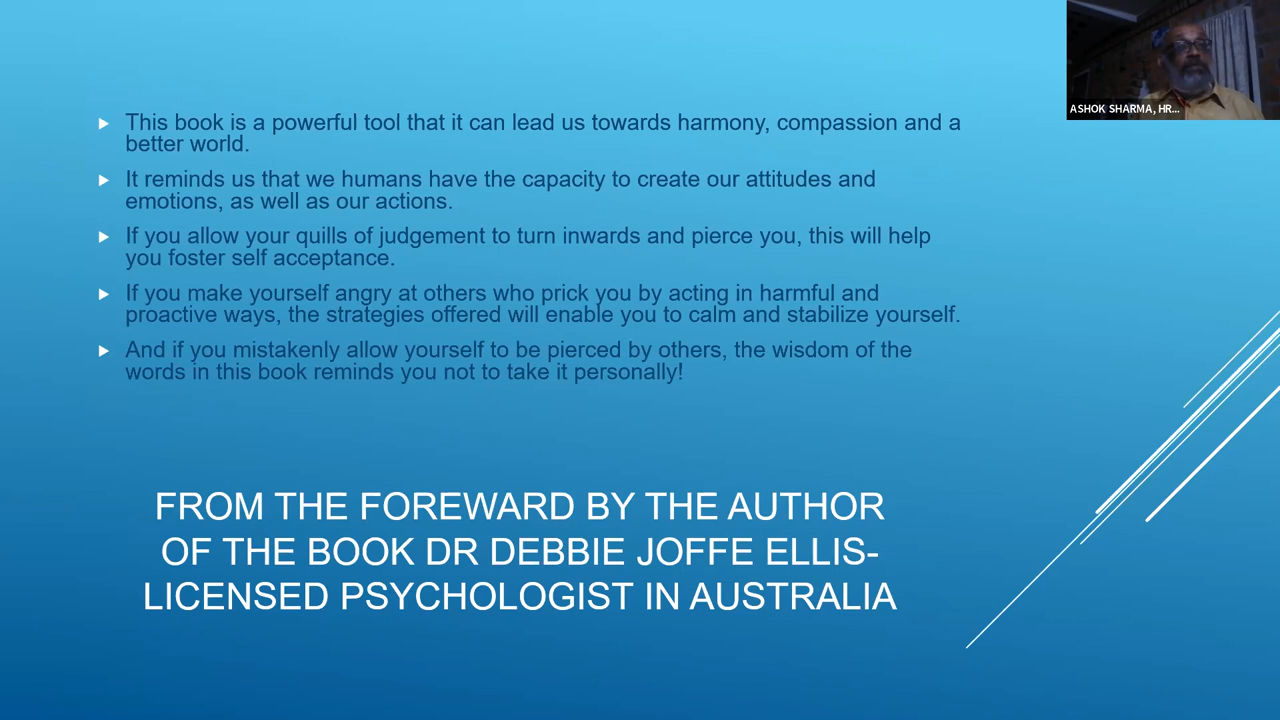 This book is a powerful tool that it can lead us towards harmony, compassion and a
better world.
It reminds us that we humans have the capacity to create our attitudes and
emotions, as well as our actions.
If you allow your quills of judgement to turn inwards and pierce you, this will help
you foster self acceptance.
If you make yourself angry at others who prick you by acting in harmful and
proactive ways, the strategies offered will enable you to calm and stabilize yourself.
And if you mistakenly allow yourself to be pierced by others, the wisdom of the
words in this book reminds you not to take it personally!
FROM THE FOREWARD BY THE AUTHOR
OF THE BOOK DR DEBBIE JOFFE ELLIS-
LICENSED PSYCHOLOGIST IN AUSTRALIA
ASHOK SHARMA, HR...